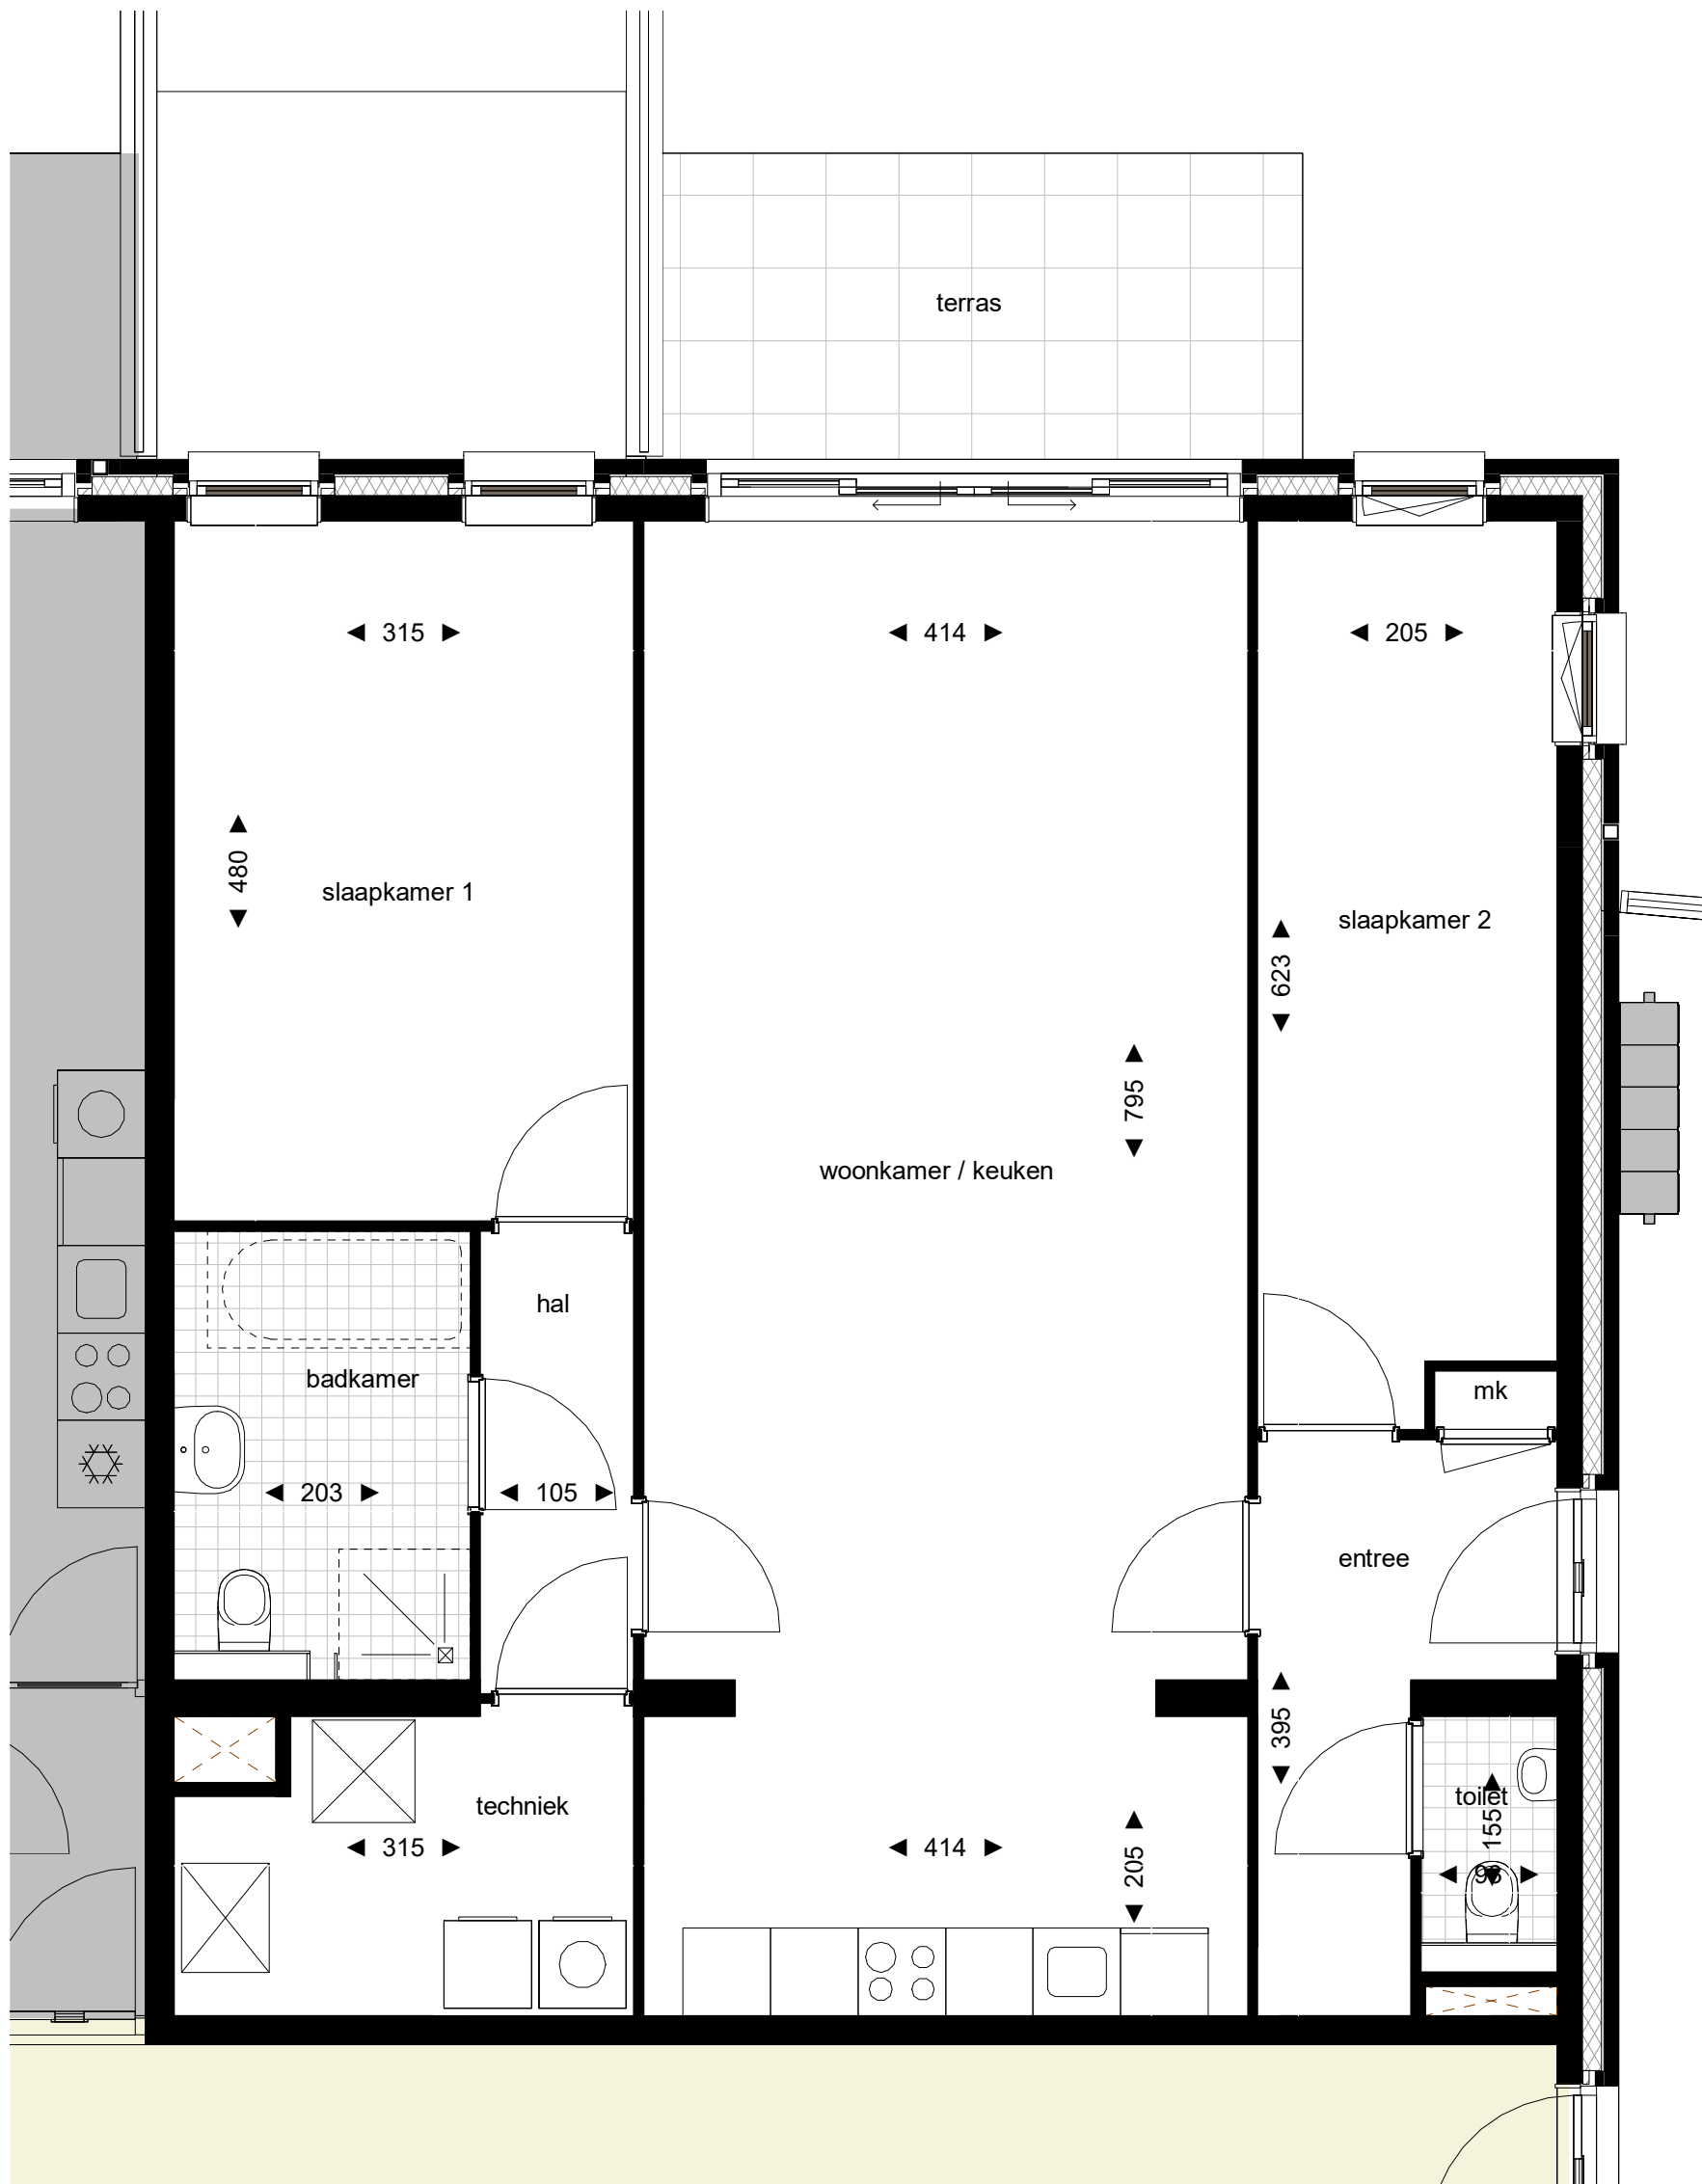 terras
315
414
205
480
slaapkamer 1
slaapkamer 2
623
795
woonkamer / keuken
hal
badkamer
mk
203
105
entree
395
toilet
techniek
155
315
414
205